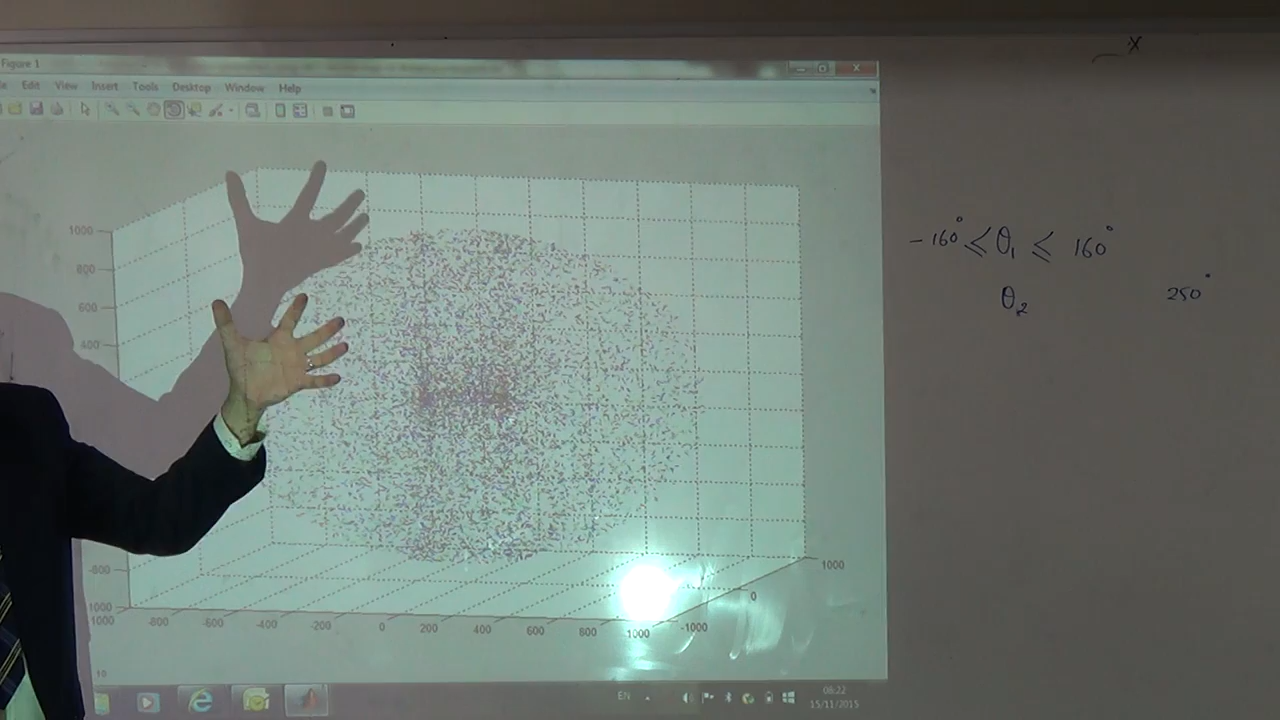 Figure 1
Edit View Insert Tools Desktop Window Help
x
1000
800
600
400
-800
1000
-800 -600 -400 -200 0 200 400 600 800 1000
-1000 0 1000
-160° ≤ θ₁ ≤ 160°
θ₂ 250°
10
EN
08:22
15/11/2015